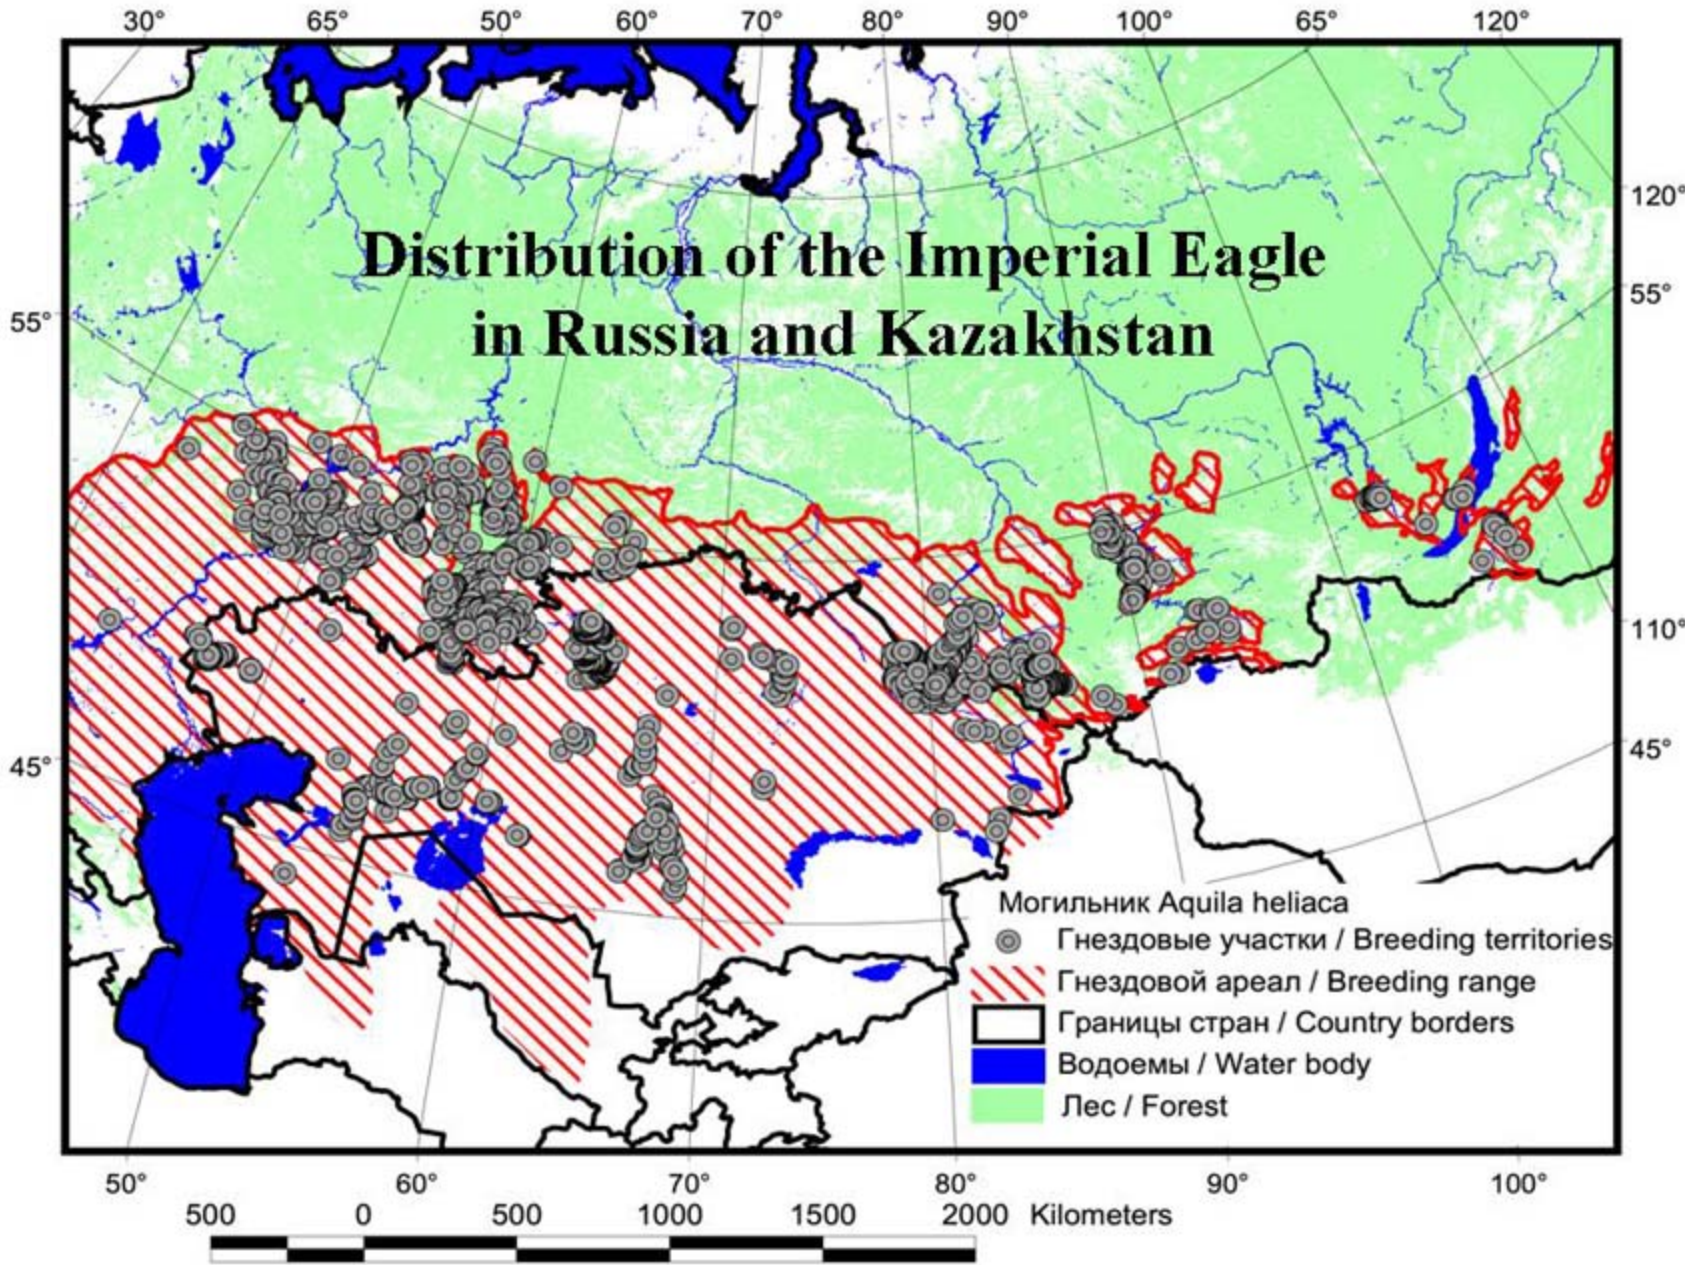 30° 65° 50° 60° 70° 80° 90° 100° 65° 120°
120°
Distribution of the Imperial Eagle
55°
in Russia and Kazakhstan
55°
110°
45°
45°
Могильник Aquila heliaca
Гнездовые участки / Breeding territories
Гнездовой ареал / Breeding range
Границы стран / Country borders
Водоемы / Water body
Лес / Forest
50° 60° 70° 80° 90° 100°
500 0 500 1000 1500 2000 Kilometers